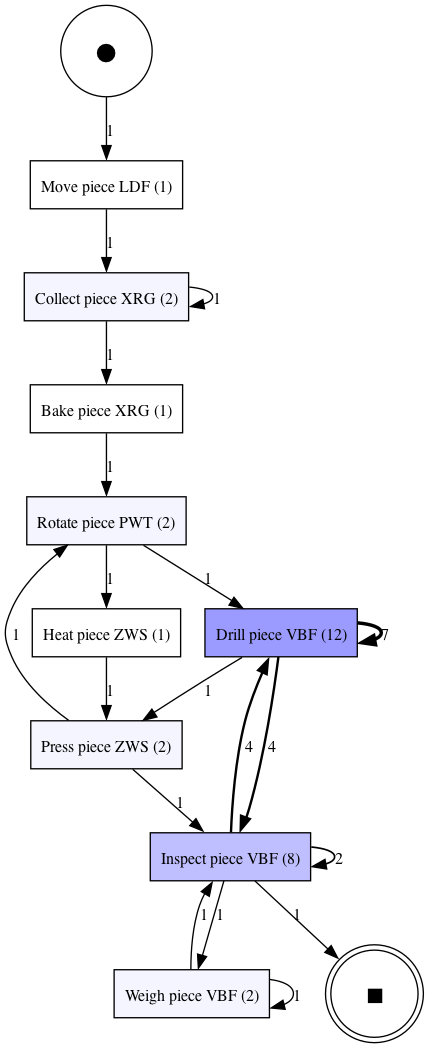 1
Move piece LDF (1)
1
Collect piece XRG (2)
1
1
Bake piece XRG (1)
1
Rotate piece PWT (2)
1
1
1
Heat piece ZWS (1)
Drill piece VBF (12)
7
1
1
Press piece ZWS (2)
4
4
1
Inspect piece VBF (8)
2
1
1
1
Weigh piece VBF (2)
1